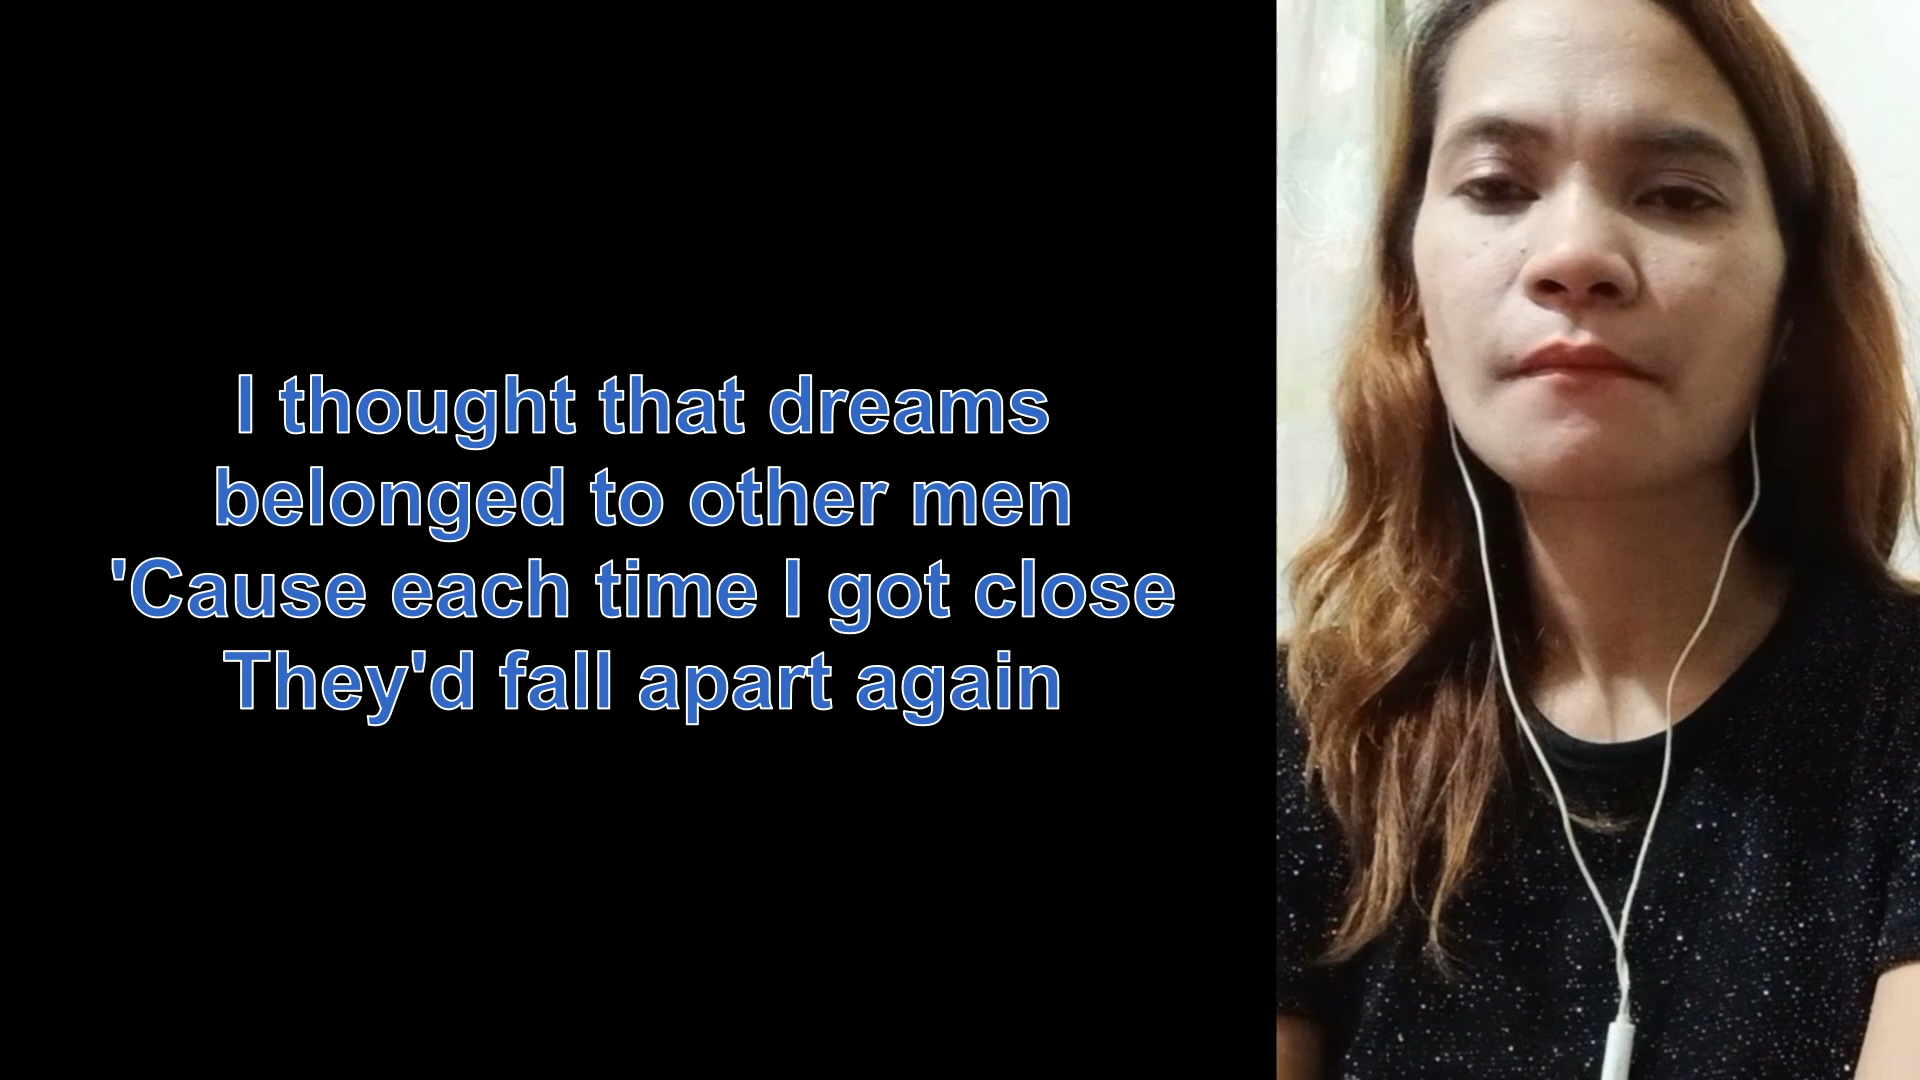 I thought that dreams
belonged to other men
'Cause each time I got close
They'd fall apart again